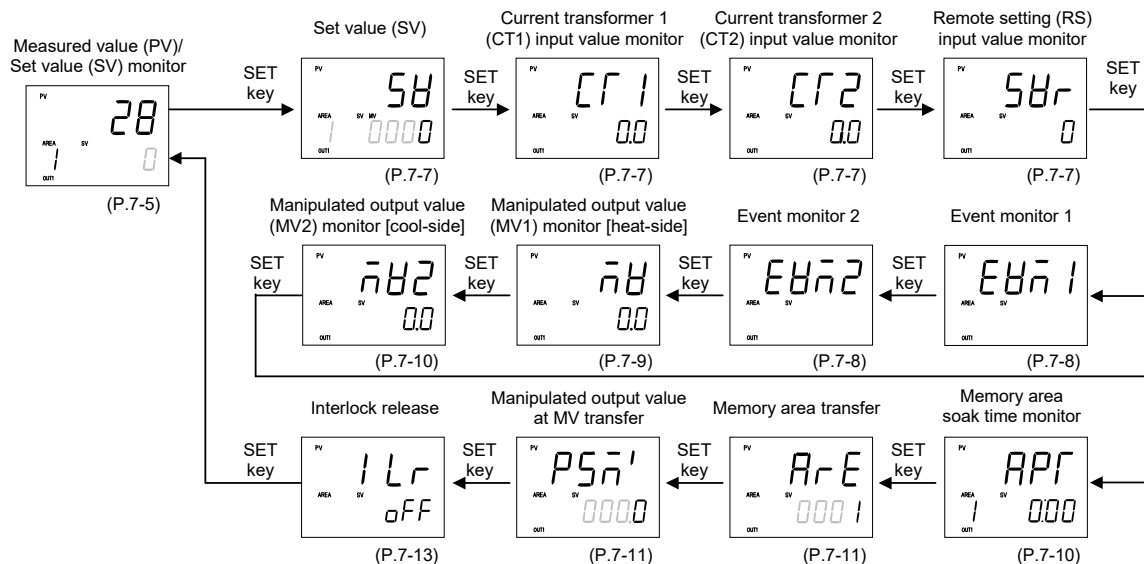 Measured value (PV)/
Set value (SV) monitor
PV
28
AREA SV
1 0
OUT1
(P.7-5)
SET
key
Set value (SV)
PV
SV
AREA SV MV
1 0000
OUT1
(P.7-7)
SET
key
Current transformer 1
(CT1) input value monitor
PV
CT1
AREA SV
0.0
OUT1
(P.7-7)
SET
key
Current transformer 2
(CT2) input value monitor
PV
CT2
AREA SV
0.0
OUT1
(P.7-7)
SET
key
Remote setting (RS)
input value monitor
PV
SVr
AREA SV
0
OUT1
(P.7-7)
SET
key
Event monitor 1
PV
EVM1
AREA SV
OUT1
(P.7-8)
SET
key
Event monitor 2
PV
EVM2
AREA SV
OUT1
(P.7-8)
SET
key
Manipulated output value
(MV1) monitor [heat-side]
PV
MV
AREA SV
0.0
OUT1
(P.7-9)
SET
key
Manipulated output value
(MV2) monitor [cool-side]
PV
MV2
AREA SV
0.0
OUT1
(P.7-10)
SET
key
Memory area
soak time monitor
PV
APT
AREA SV
1 0:00
OUT1
(P.7-10)
SET
key
Memory area transfer
PV
ArE
AREA SV
0001
OUT1
(P.7-11)
SET
key
Manipulated output value
at MV transfer
PV
PSM'
AREA SV
000.0
OUT1
(P.7-11)
SET
key
Interlock release
PV
ILr
AREA SV
oFF
OUT1
(P.7-13)
SET
key